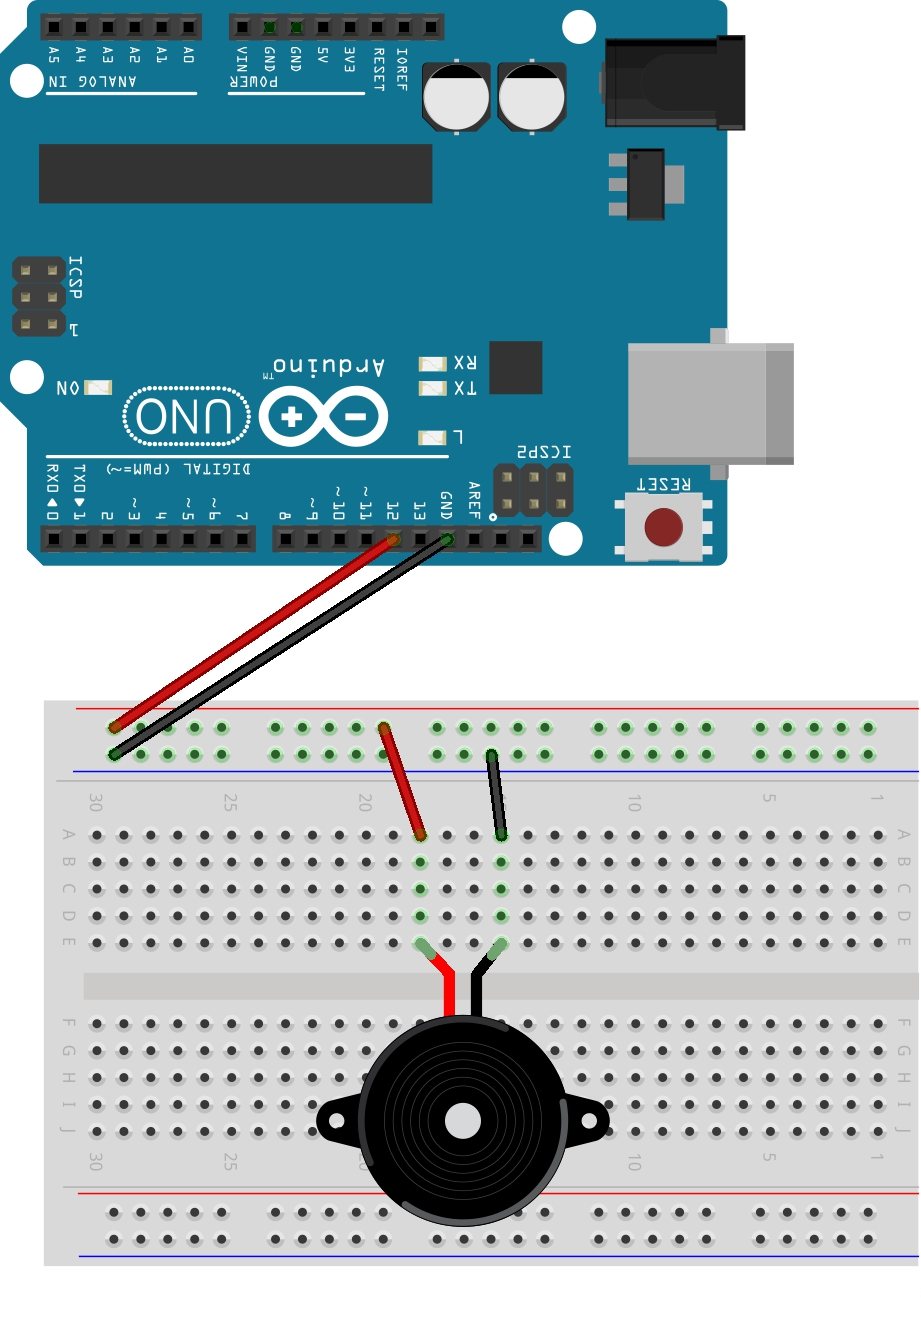 A5 A4 A3 A2 A1 A0 VIN GND GND 5V 3V3 RESET IOREF
ANALOG IN POWER
ICSP
1
Arduino
TM
RX
ON
TX
UNO
L
ICSP2
DIGITAL (PWM=~)
RESET
RX0◄0 TX0►1 2 ~3 4 ~5 ~6 7 8 ~9 ~10 ~11 12 13 GND AREF
30 25 20 10 5 1
A A
B B
C C
D D
E E
F F
G G
H H
I I
J J
30 25 10 5 1